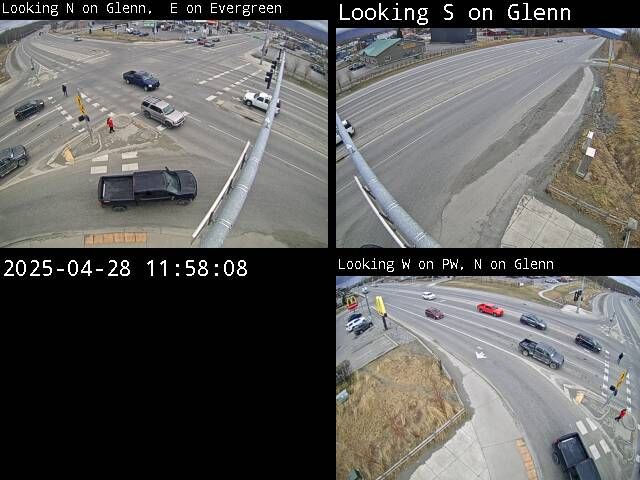 Looking N on Glenn,  E on Evergreen
Looking S on Glenn
2025-04-28 11:58:08
Looking W on PW, N on Glenn